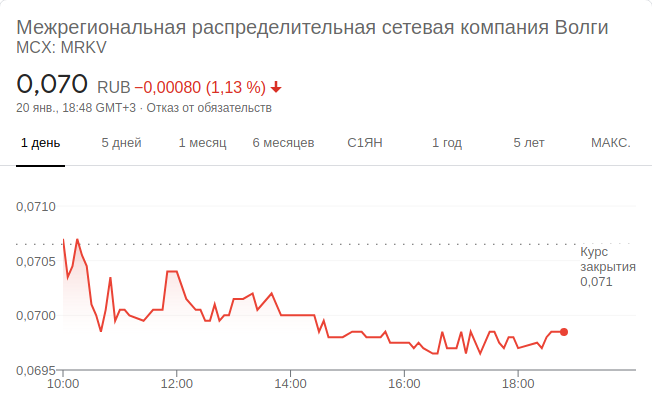 Межрегиональная распределительная сетевая компания Волги
MCX: MRKV
0,070 RUB −0,00080 (1,13 %)
20 янв., 18:48 GMT+3 · Отказ от обязательств
1 день 5 дней 1 месяц 6 месяцев С1ЯН 1 год 5 лет МАКС.
0,0710
0,0705
0,0700
0,0695
Курс
закрытия
0,071
10:00 12:00 14:00 16:00 18:00